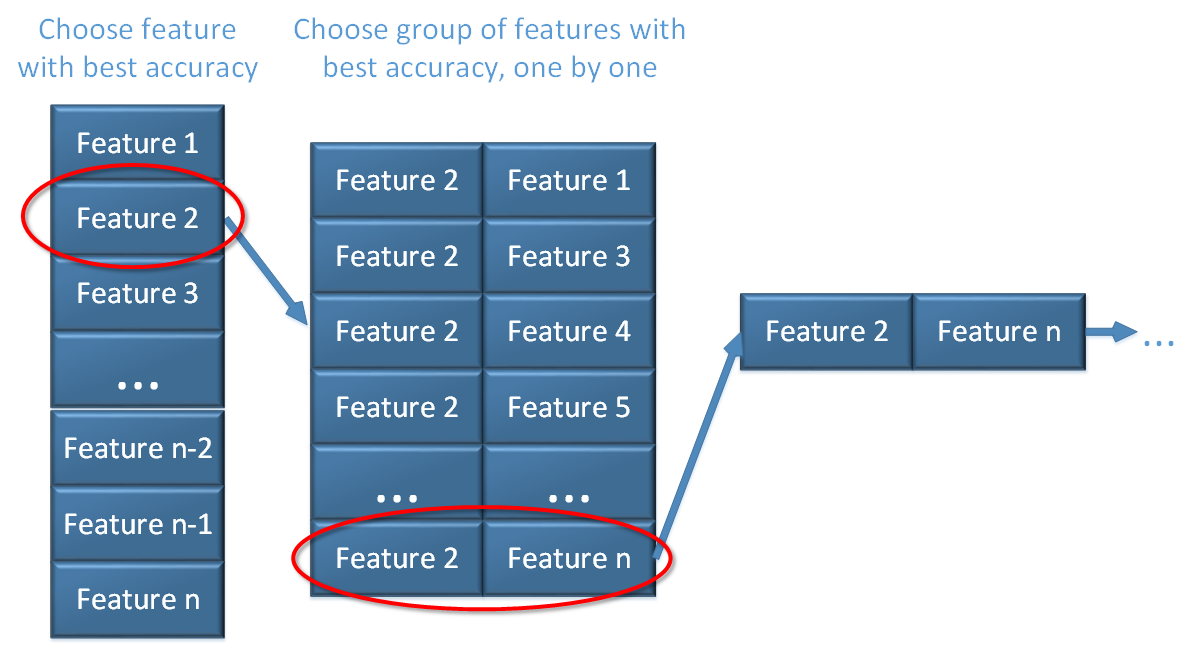 Choose feature
with best accuracy
Feature 1
Feature 2
Feature 3
...
Feature n-2
Feature n-1
Feature n
Choose group of features with
best accuracy, one by one
Feature 2 Feature 1
Feature 2 Feature 3
Feature 2 Feature 4
Feature 2 Feature 5
... ...
Feature 2 Feature n
Feature 2 Feature n ...